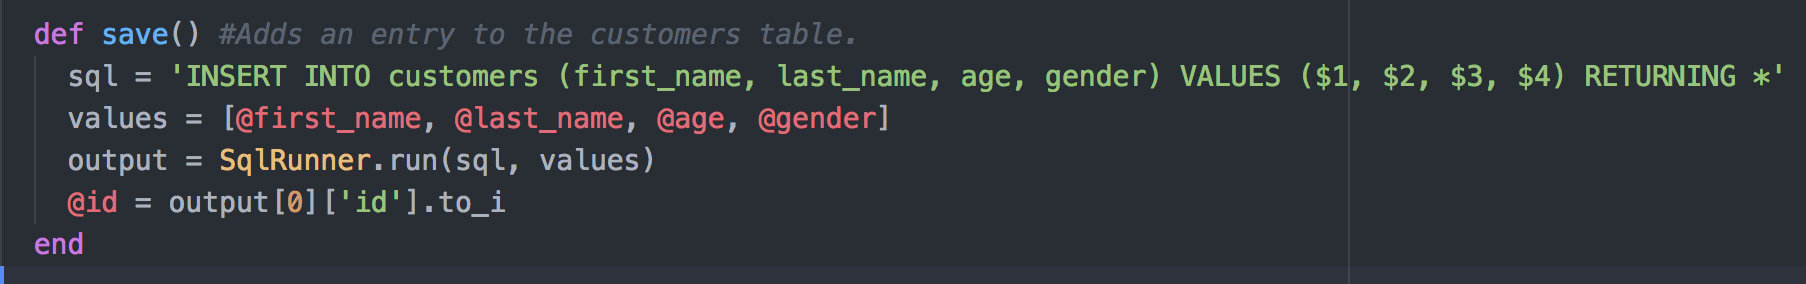 def save() #Adds an entry to the customers table.
  sql = 'INSERT INTO customers (first_name, last_name, age, gender) VALUES ($1, $2, $3, $4) RETURNING *'
  values = [@first_name, @last_name, @age, @gender]
  output = SqlRunner.run(sql, values)
  @id = output[0]['id'].to_i
end